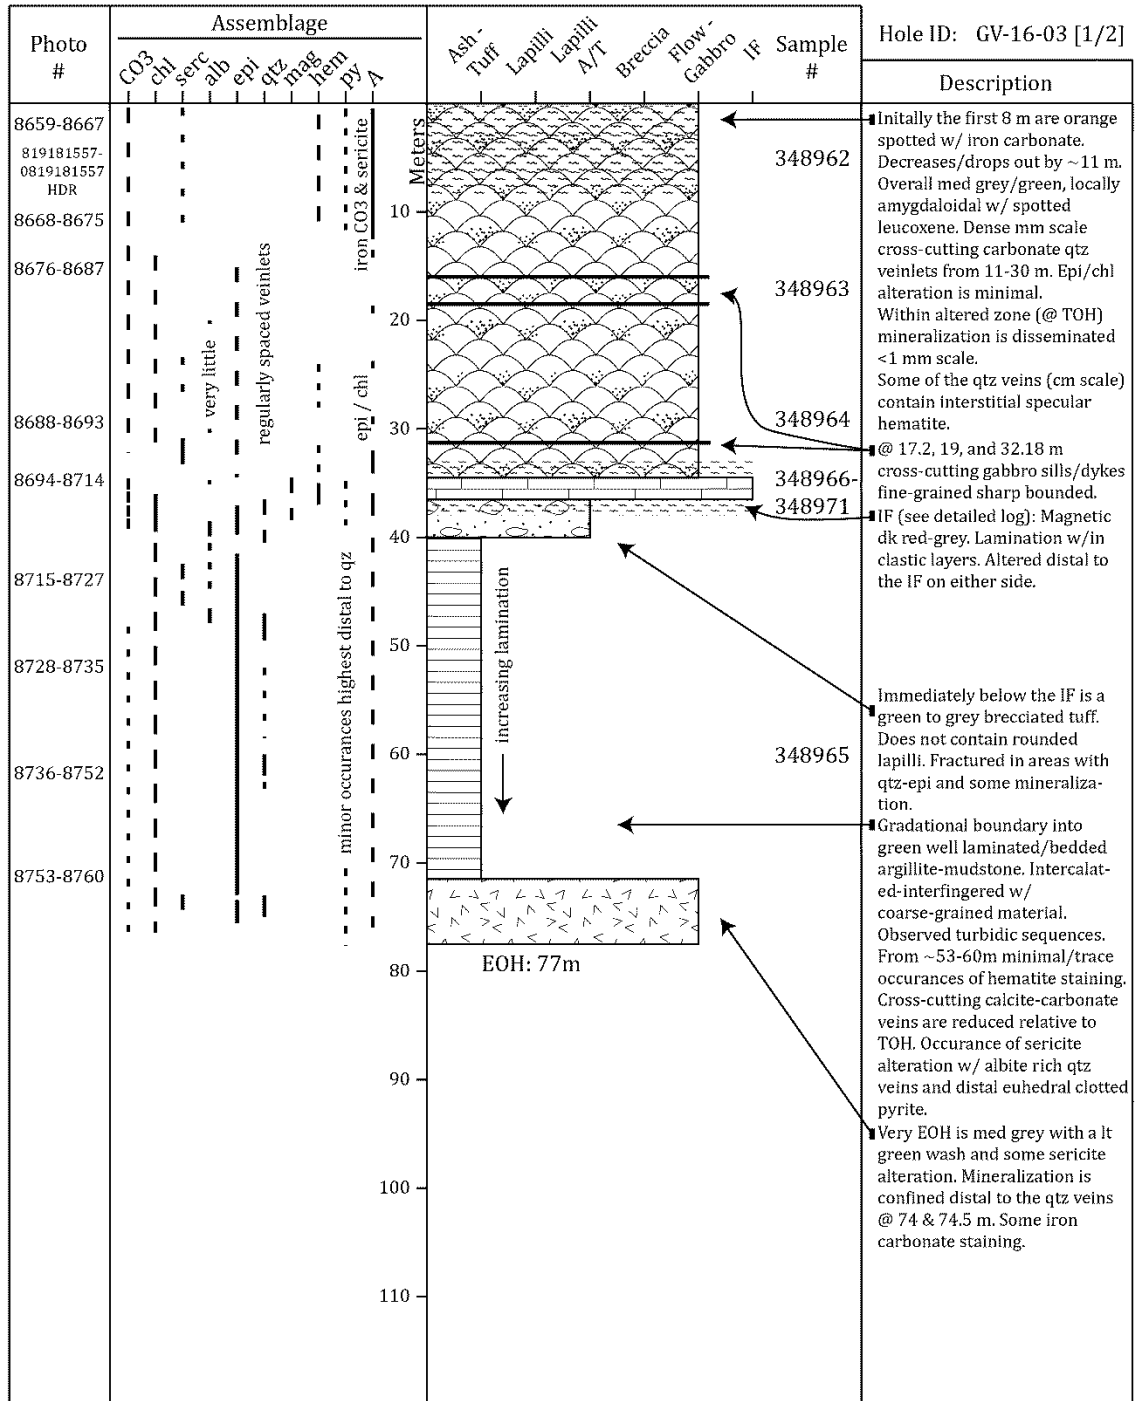 Hole ID: GV-16-03 [1/2]
Photo
#
Assemblage
CO3
chl
serc
alb
epi
qtz
mag
hem
py
A
Ash -
Tuff
Lapilli
Lapilli
A/T
Breccia
Flow -
Gabbro
IF
Sample
#
Description
8659-8667
819181557-
0819181557
HDR
8668-8675
8676-8687
8688-8693
8694-8714
8715-8727
8728-8735
8736-8752
8753-8760
very little
regularly spaced veinlets
iron CO3 & sericite
epi / chl
minor occurances highest distal to qz
Meters
10
20
30
40
50
60
70
80
90
100
110
increasing lamination
EOH: 77m
348962
348963
348964
348966-
348971
348965
Initally the first 8 m are orange
spotted w/ iron carbonate.
Decreases/drops out by ~11 m.
Overall med grey/green, locally
amygdaloidal w/ spotted
leucoxene. Dense mm scale
cross-cutting carbonate qtz
veinlets from 11-30 m. Epi/chl
alteration is minimal.
Within altered zone (@ TOH)
mineralization is disseminated
<1 mm scale.
Some of the qtz veins (cm scale)
contain interstitial specular
hematite.
@ 17.2, 19, and 32.18 m
cross-cutting gabbro sills/dykes
fine-grained sharp bounded.
IF (see detailed log): Magnetic
dk red-grey. Lamination w/in
clastic layers. Altered distal to
the IF on either side.
Immediately below the IF is a
green to grey brecciated tuff.
Does not contain rounded
lapilli. Fractured in areas with
qtz-epi and some mineraliza-
tion.
Gradational boundary into
green well laminated/bedded
argillite-mudstone. Intercalat-
ed-interfingered w/
coarse-grained material.
Observed turbidic sequences.
From ~53-60m minimal/trace
occurances of hematite staining.
Cross-cutting calcite-carbonate
veins are reduced relative to
TOH. Occurance of sericite
alteration w/ albite rich qtz
veins and distal euhedral clotted
pyrite.
Very EOH is med grey with a lt
green wash and some sericite
alteration. Mineralization is
confined distal to the qtz veins
@ 74 & 74.5 m. Some iron
carbonate staining.